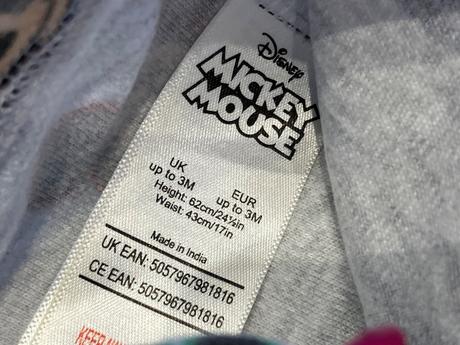 Disney
MICKEY
MOUSE
UK
up to 3M
EUR
up to 3M
Height: 62cm/24½in
Waist: 43cm/17in
Made in India
UK EAN: 5057967981816
CE EAN: 5057967981816
KEEP